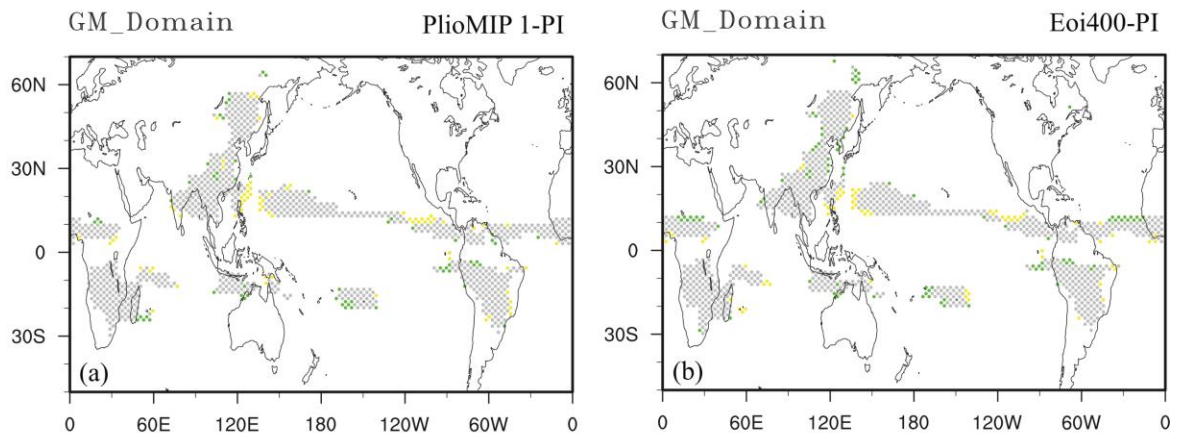 GM_Domain PlioMIP 1-PI
60N
30N
0
30S
(a)
0 60E 120E 180 120W 60W 0
GM_Domain Eoi400-PI
60N
30N
0
30S
(b)
0 60E 120E 180 120W 60W 0